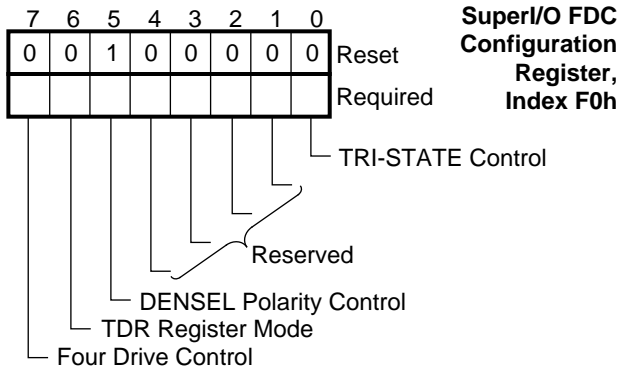 7 6 5 4 3 2 1 0
SuperI/O FDC
Configuration
Register,
Index F0h
0 0 1 0 0 0 0 0 Reset
Required
TRI-STATE Control
Reserved
DENSEL Polarity Control
TDR Register Mode
Four Drive Control